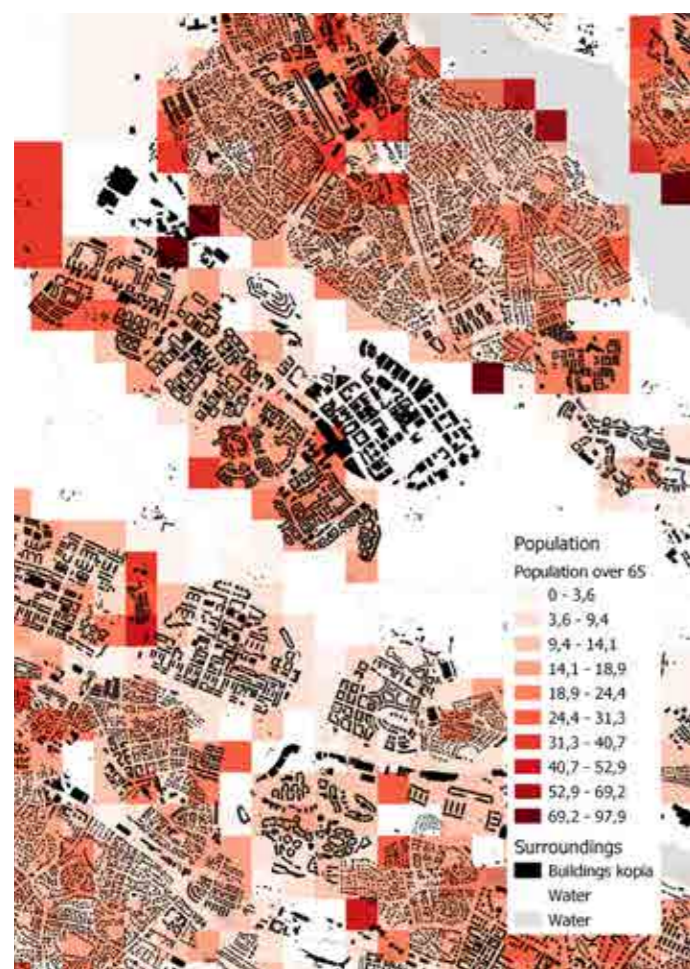 Population
Population over 65
0 - 3,6
3,6 - 9,4
9,4 - 14,1
14,1 - 18,9
18,9 - 24,4
24,4 - 31,3
31,3 - 40,7
40,7 - 52,9
52,9 - 69,2
69,2 - 97,9
Surroundings
Buildings kopia
Water
Water